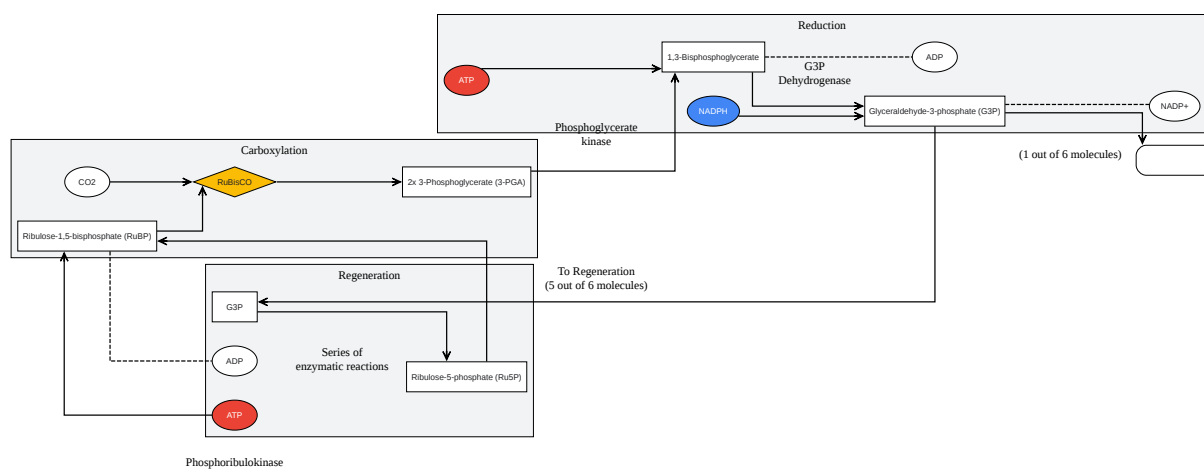 Reduction
1,3-Bisphosphoglycerate
ADP
G3P
Dehydrogenase
ATP
NADPH
Glyceraldehyde-3-phosphate (G3P)
NADP+
Phosphoglycerate
kinase
(1 out of 6 molecules)
Carboxylation
CO2
RuBisCO
2x 3-Phosphoglycerate (3-PGA)
Ribulose-1,5-bisphosphate (RuBP)
Regeneration
To Regeneration
(5 out of 6 molecules)
G3P
Series of
enzymatic reactions
ADP
Ribulose-5-phosphate (Ru5P)
ATP
Phosphoribulokinase